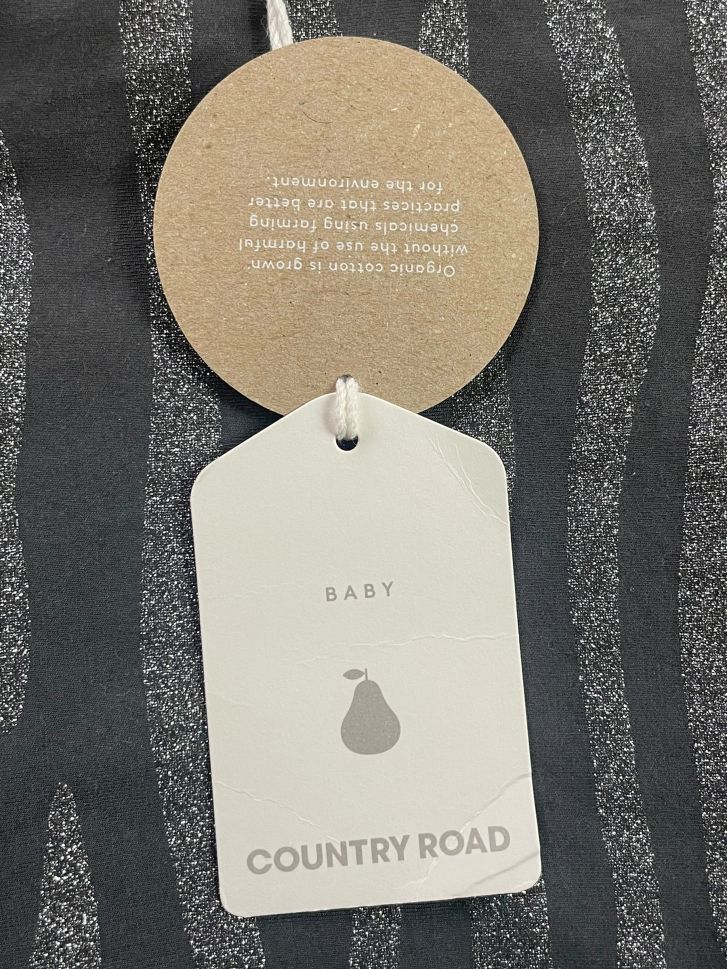 Organic cotton is grown
without the use of harmful
chemicals using farming
practices that are better
for the environment.
BABY
COUNTRY ROAD